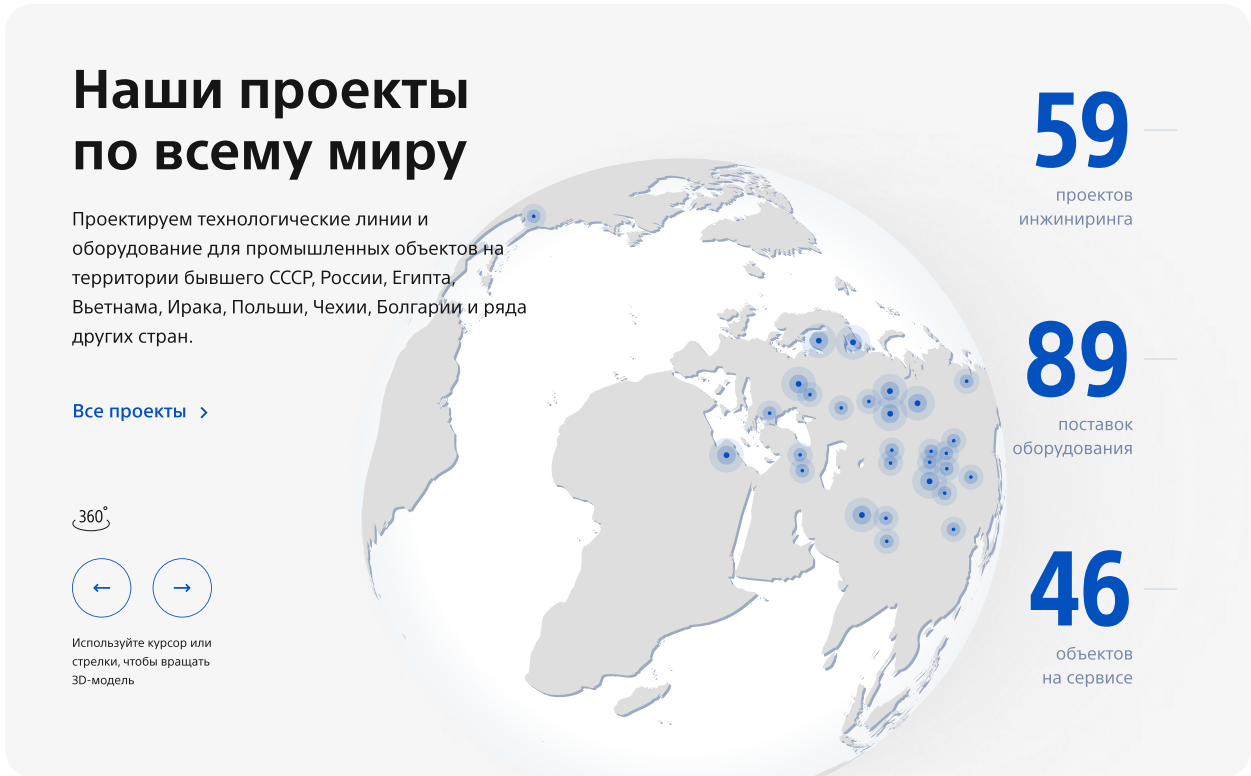 Наши проекты
по всему миру
Проектируем технологические линии и
оборудование для промышленных объектов на
территории бывшего СССР, России, Египта,
Вьетнама, Ирака, Польши, Чехии, Болгарии и ряда
других стран.
Все проекты
360°
Используйте курсор или
стрелки, чтобы вращать
3D-модель
59
проектов
инжиниринга
89
поставок
оборудования
46
объектов
на сервисе